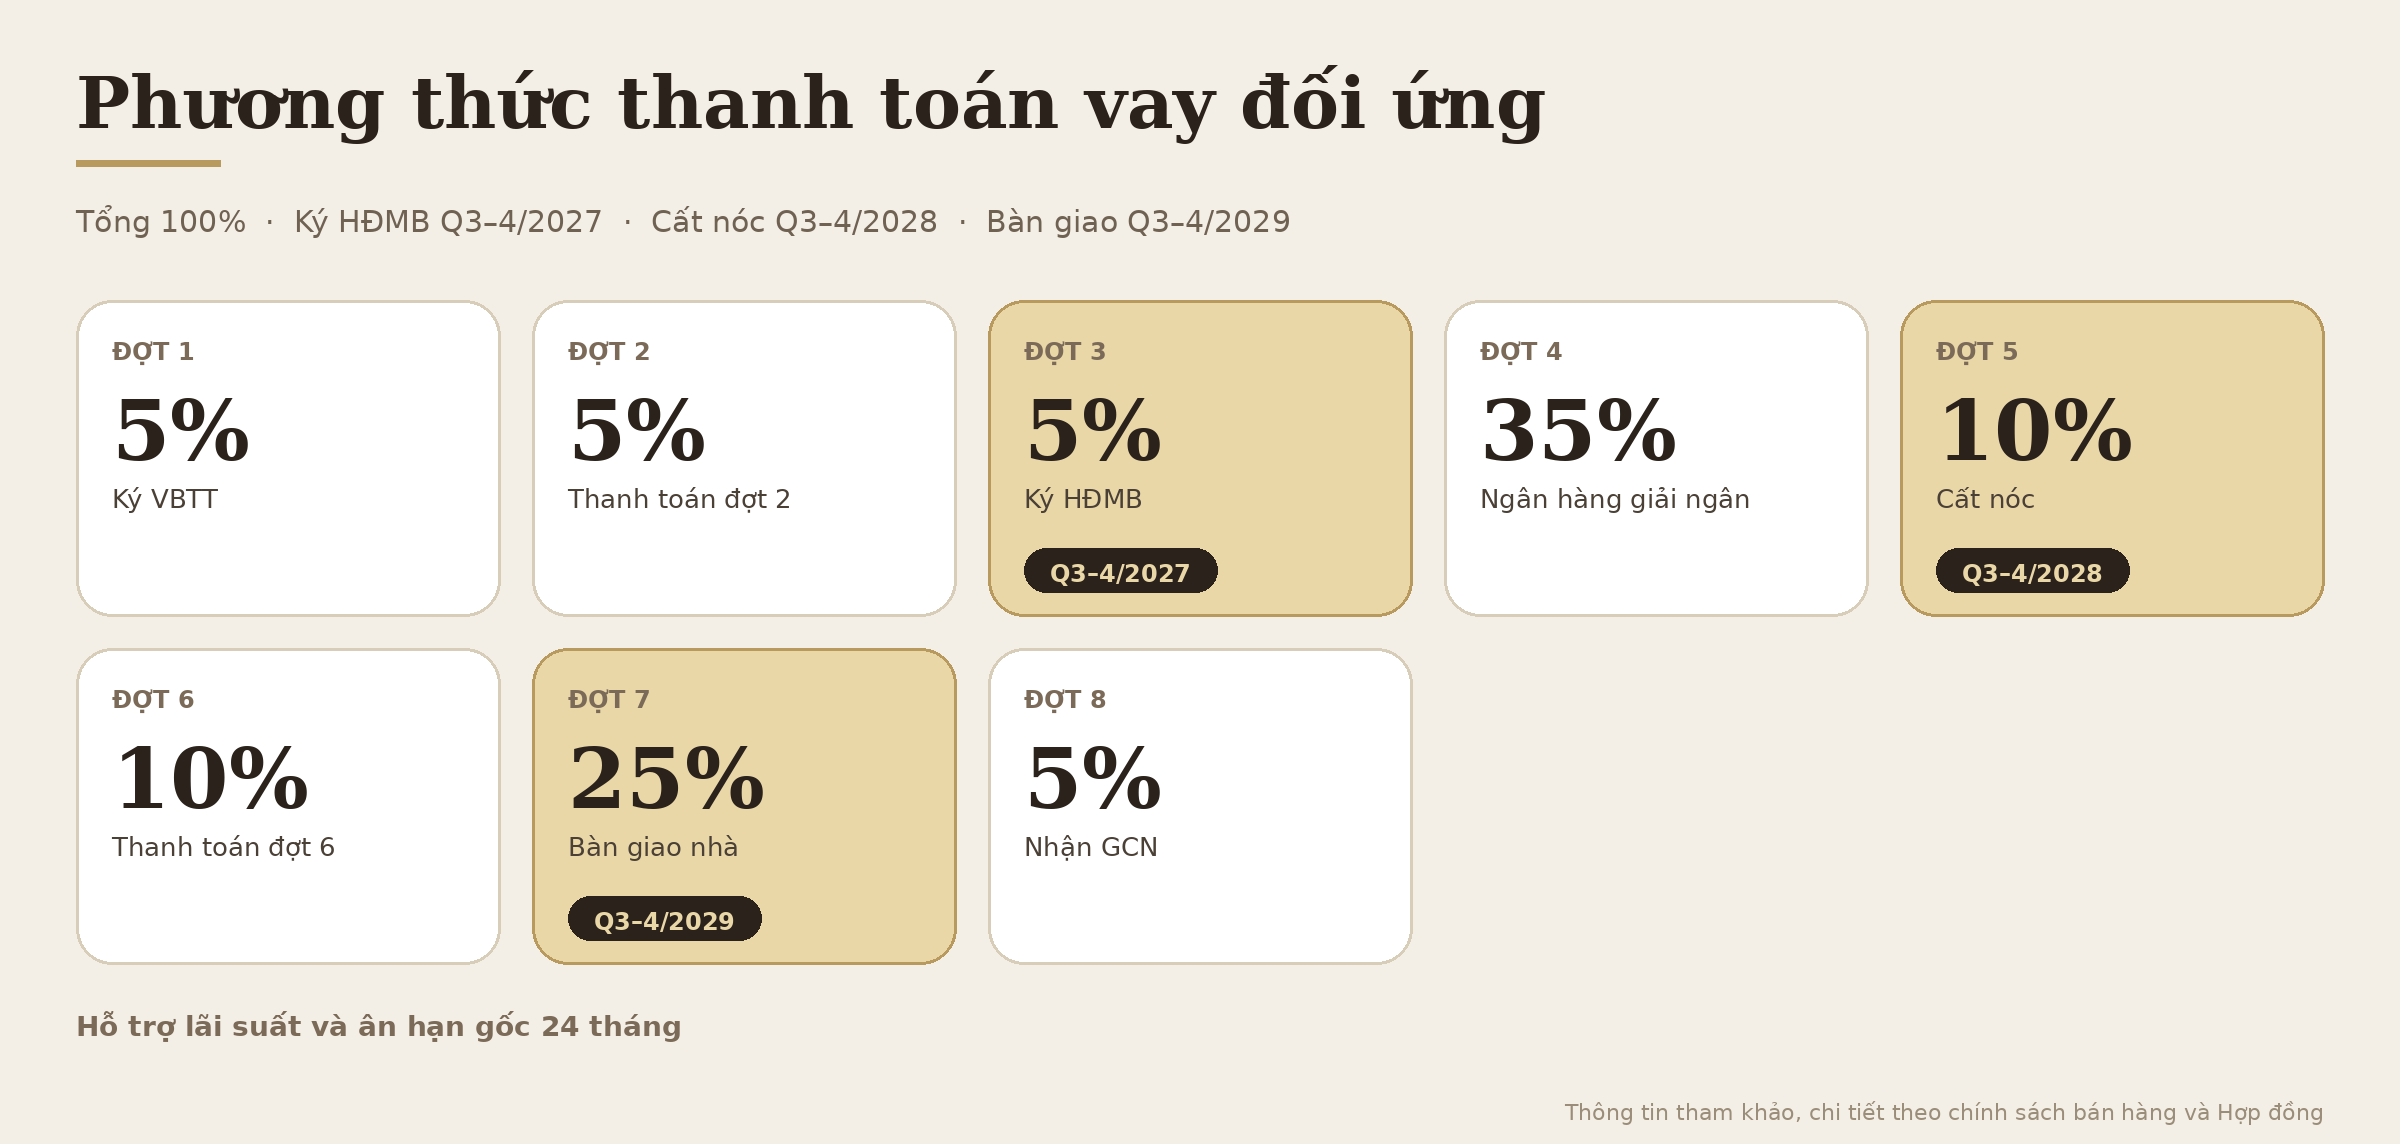 Phương thức thanh toán vay đối ứng
Tổng 100% · Ký HĐMB Q3–4/2027 · Cất nóc Q3–4/2028 · Bàn giao Q3–4/2029
ĐỢT 1
5%
Ký VBTT
ĐỢT 2
5%
Thanh toán đợt 2
ĐỢT 3
5%
Ký HĐMB
Q3–4/2027
ĐỢT 4
35%
Ngân hàng giải ngân
ĐỢT 5
10%
Cất nóc
Q3–4/2028
ĐỢT 6
10%
Thanh toán đợt 6
ĐỢT 7
25%
Bàn giao nhà
Q3–4/2029
ĐỢT 8
5%
Nhận GCN
Hỗ trợ lãi suất và ân hạn gốc 24 tháng
Thông tin tham khảo, chi tiết theo chính sách bán hàng và Hợp đồng